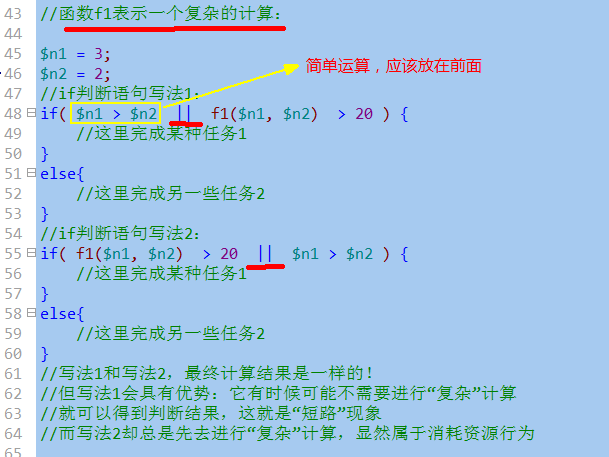 43 //函数f1表示一个复杂的计算:
44
45 $n1 = 3;
46 $n2 = 2;
简单运算，应该放在前面
47 //if判断语句写法1:
48 if( $n1 > $n2 || f1($n1, $n2) > 20 ) {
49 //这里完成某种任务1
50 }
51 else{
52 //这里完成另一些任务2
53 }
54 //if判断语句写法2:
55 if( f1($n1, $n2) > 20 || $n1 > $n2 ) {
56 //这里完成某种任务1
57 }
58 else{
59 //这里完成另一些任务2
60 }
61 //写法1和写法2，最终计算结果是一样的！
62 //但写法1会具有优势：它有时候可能不需要进行“复杂”计算
63 //就可以得到判断结果，这就是“短路”现象
64 //而写法2却总是先去进行“复杂”计算，显然属于消耗资源行为
65